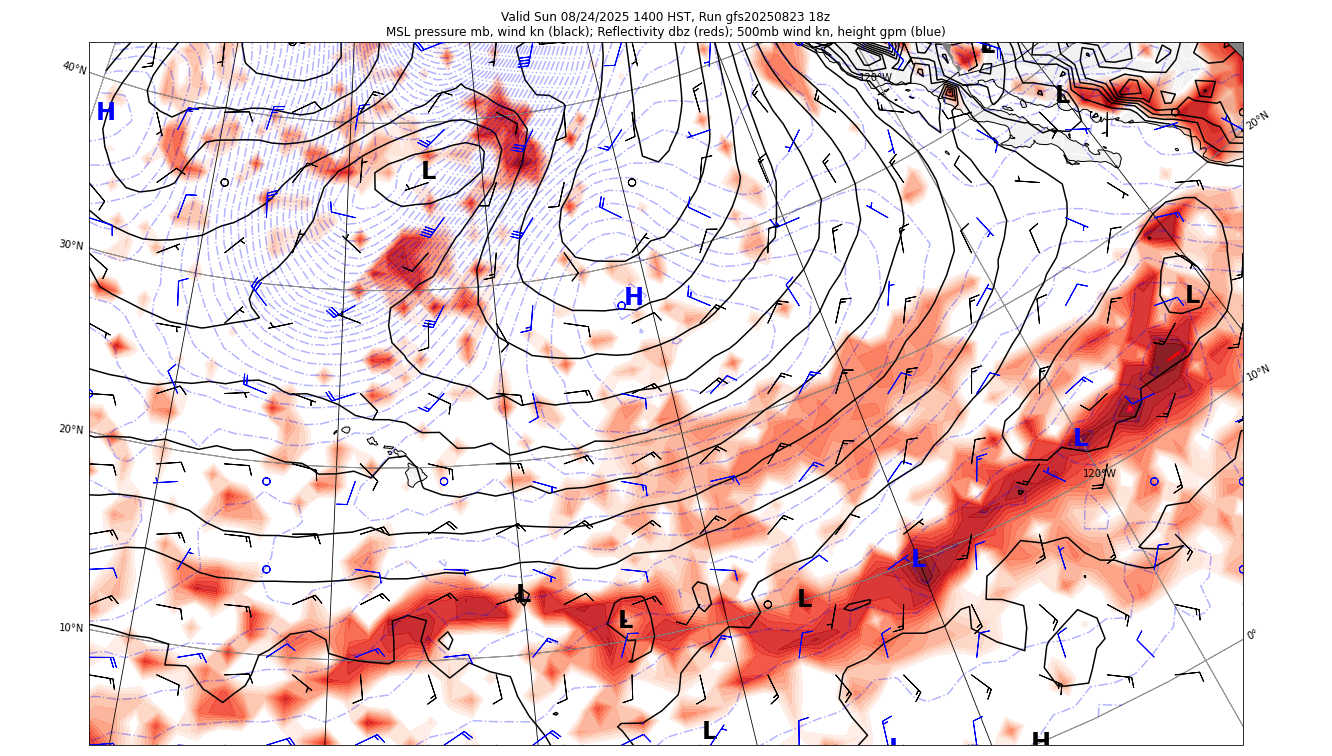 Valid Sun 08/24/2025 1400 HST, Run gfs20250823 18z
MSL pressure mb, wind kn (black); Reflectivity dbz (reds); 500mb wind kn, height gpm (blue)
L
40°N
120°W
L
H
20°N
L
30°N
H
L
10°N
20°N
L
120°W
L
L
L
L
10°N
0°
L
H
L